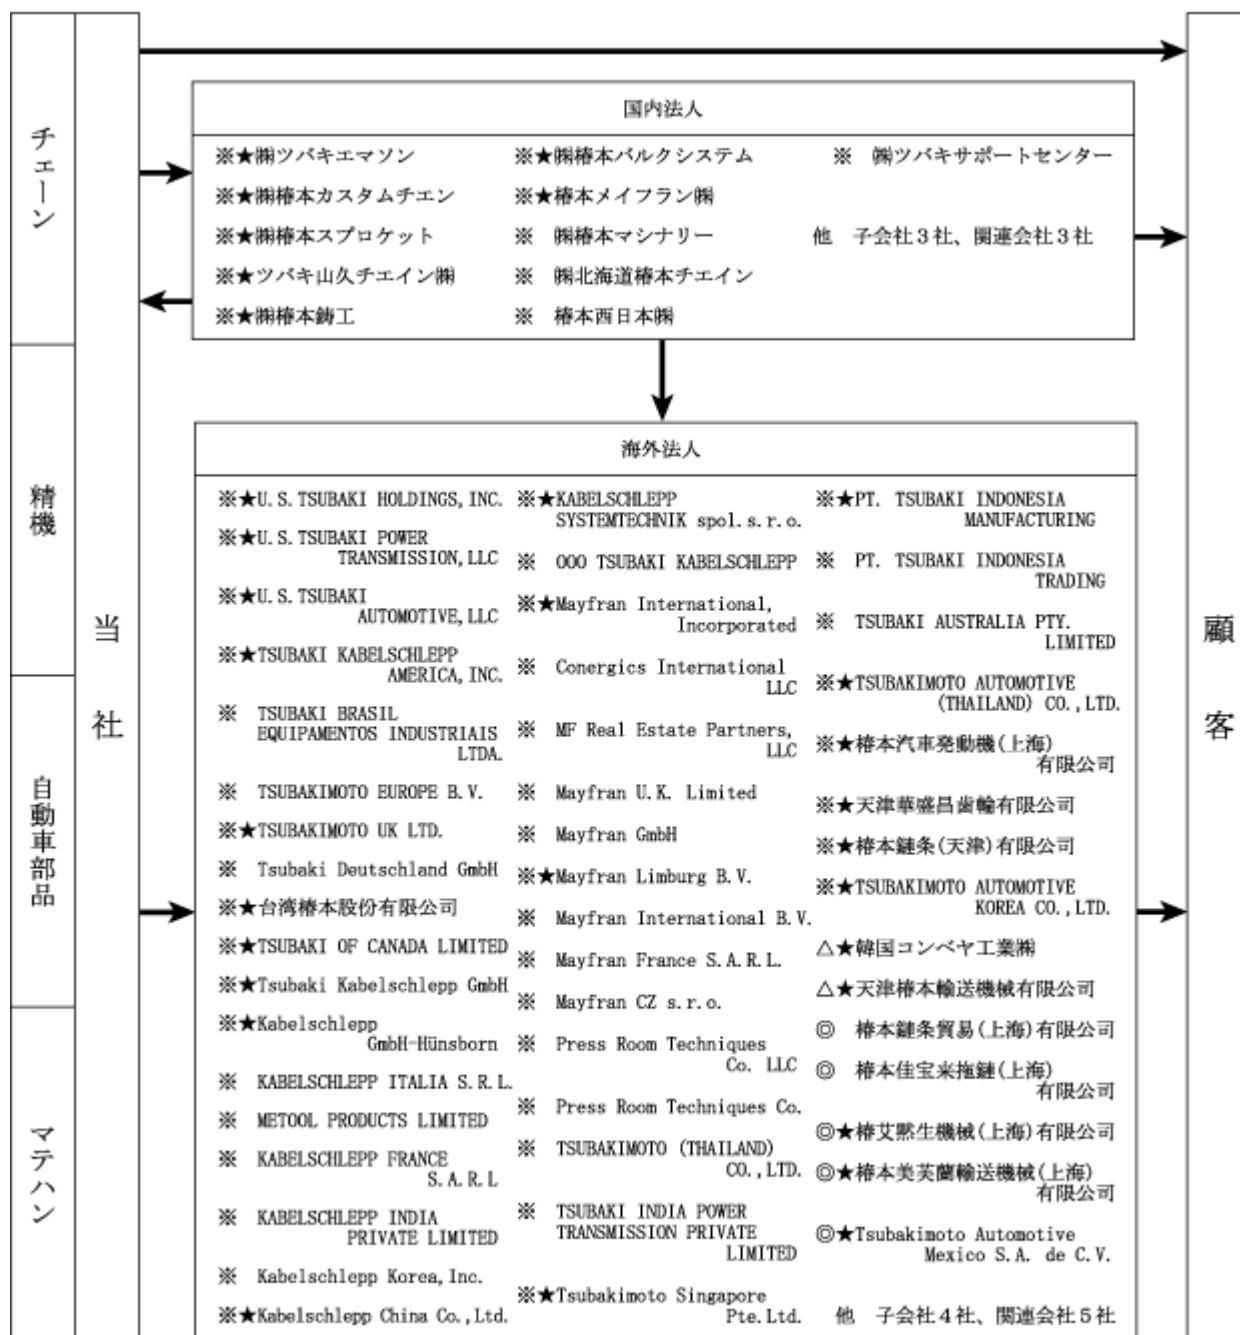 チェーン
精機
自動車部品
マテハン
当社
国内法人
※★㈱ツバキエマソン
※★㈱椿本カスタムチエン
※★㈱椿本スプロケット
※★ツバキ山久チエイン㈱
※★㈱椿本鋳工
※★㈱椿本バルクシステム
※★椿本メイフラン㈱
※ ㈱椿本マシナリー
※ ㈱北海道椿本チエイン
※ 椿本西日本㈱
※ ㈱ツバキサポートセンター
他 子会社3社、関連会社3社
海外法人
※★U.S.TSUBAKI HOLDINGS,INC.
※★U.S.TSUBAKI POWER
TRANSMISSION,LLC
※★U.S.TSUBAKI
AUTOMOTIVE,LLC
※★TSUBAKI KABELSCHLEPP
AMERICA,INC.
※ TSUBAKI BRASIL
EQUIPAMENTOS INDUSTRIAIS
LTDA.
※ TSUBAKIMOTO EUROPE B.V.
※★TSUBAKIMOTO UK LTD.
※ Tsubaki Deutschland GmbH
※★台湾椿本股份有限公司
※★TSUBAKI OF CANADA LIMITED
※★Tsubaki Kabelschlepp GmbH
※★Kabelschlepp
GmbH-Hünsborn
※ KABELSCHLEPP ITALIA S.R.L.
※ METOOL PRODUCTS LIMITED
※ KABELSCHLEPP FRANCE
S.A.R.L
※ KABELSCHLEPP INDIA
PRIVATE LIMITED
※ Kabelschlepp Korea,Inc.
※★Kabelschlepp China Co.,Ltd.
※★KABELSCHLEPP
SYSTEMTECHNIK spol.s.r.o.
※ OOO TSUBAKI KABELSCHLEPP
※★Mayfran International,
Incorporated
※ Conergics International
LLC
※ MF Real Estate Partners,
LLC
※ Mayfran U.K. Limited
※ Mayfran GmbH
※★Mayfran Limburg B.V.
※ Mayfran International B.V.
※ Mayfran France S.A.R.L.
※ Mayfran CZ s.r.o.
※ Press Room Techniques
Co. LLC
※ Press Room Techniques Co.
※ TSUBAKIMOTO (THAILAND)
CO.,LTD.
※ TSUBAKI INDIA POWER
TRANSMISSION PRIVATE
LIMITED
※★Tsubakimoto Singapore
Pte.Ltd.
※★PT. TSUBAKI INDONESIA
MANUFACTURING
※ PT. TSUBAKI INDONESIA
TRADING
※ TSUBAKI AUSTRALIA PTY.
LIMITED
※★TSUBAKIMOTO AUTOMOTIVE
(THAILAND) CO.,LTD.
※★椿本汽車発動機(上海)
有限公司
※★天津華盛昌歯輪有限公司
※★椿本鏈条(天津)有限公司
※★TSUBAKIMOTO AUTOMOTIVE
KOREA CO.,LTD.
△★韓国コンベヤ工業㈱
△★天津椿本輸送機械有限公司
◎ 椿本鏈条貿易(上海)有限公司
◎ 椿本佳宝来拖鏈(上海)
有限公司
◎★椿艾黙生機械(上海)有限公司
◎★椿本美芙蘭輸送機械(上海)
有限公司
◎★Tsubakimoto Automotive
Mexico S.A. de C.V.
他 子会社4社、関連会社5社
顧客